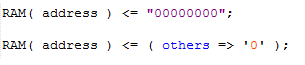 RAM( address ) <= "00000000";
RAM( address ) <= ( others => '0' );